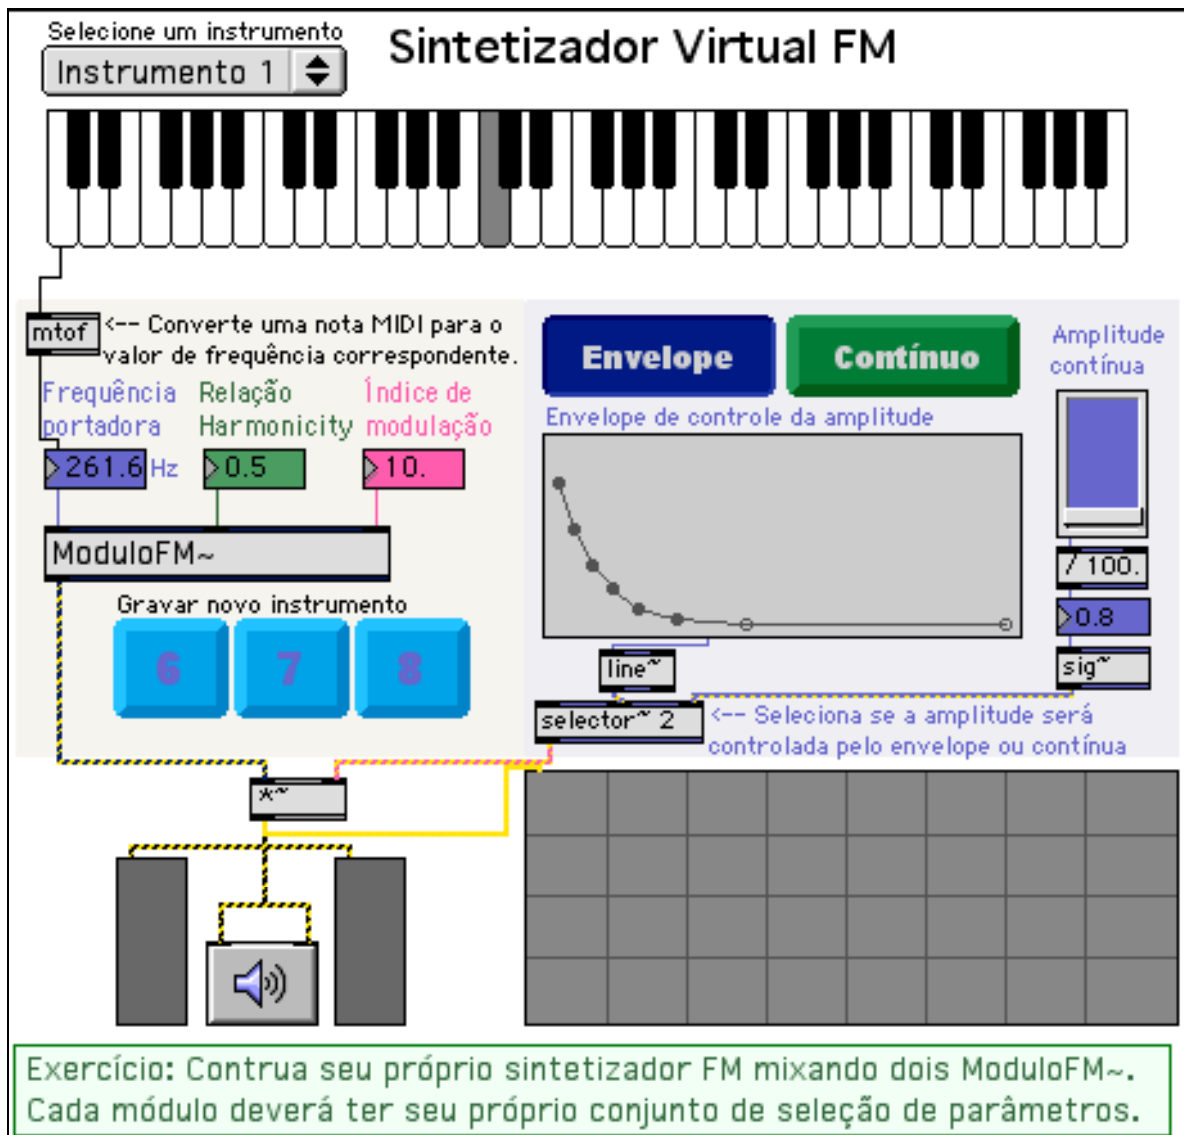 Selecione um instrumento
Sintetizador Virtual FM
Instrumento 1
mtof
<-- Converte uma nota MIDI para o
valor de frequência correspondente.
Frequência
portadora
Relação
Harmonicity
Índice de
modulação
261.6 Hz
0.5
10.
ModuloFM~
Gravar novo instrumento
6
7
8
Envelope
Contínuo
Amplitude
contínua
Envelope de controle da amplitude
/ 100.
0.8
line~
sig~
selector~ 2
<-- Seleciona se a amplitude será
controlada pelo envelope ou contínua
*~
Exercício: Contrua seu próprio sintetizador FM mixando dois ModuloFM~.
Cada módulo deverá ter seu próprio conjunto de seleção de parâmetros.